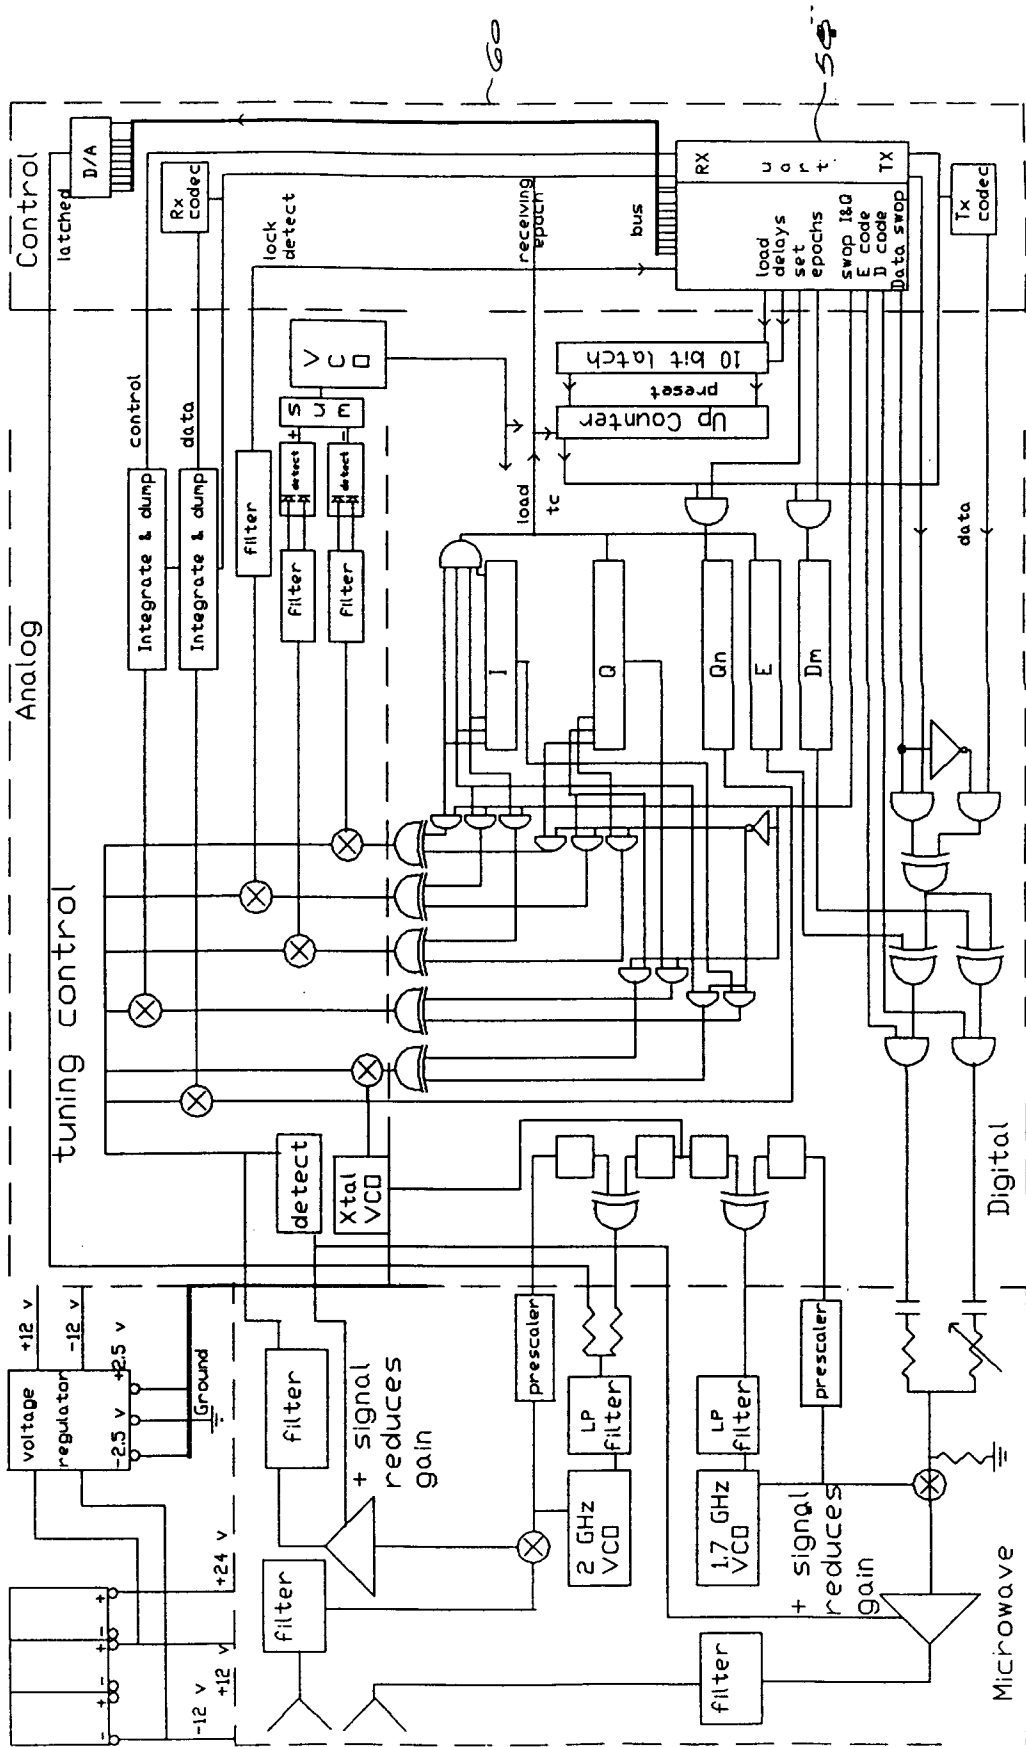 60
58
Control
latched
D/A
Rx
codec
lock
detect
receiving
epoch
bus
RX
uart
TX
load
delays
set
epochs
swop I&Q
E code
D code
Data swop
Tx
codec
Analog
control
data
Integrate & dump
Integrate & dump
filter
filter
filter
detect
detect
+
-
sum
VCO
10 bit latch
preset
Up Counter
load
tc
I
Q
Qn
E
Dm
data
tuning control
detect
Xtal
VCO
Digital
+12 v
-12 v
voltage
regulator
+2.5 v
-2.5 v
Ground
filter
+ signal
reduces
gain
filter
prescaler
LP
filter
2 GHz
VCO
LP
filter
1.7 GHz
VCO
prescaler
+ signal
reduces
gain
filter
Microwave
+24 v
+12 v
-12 v
+
-
+
-
+
-